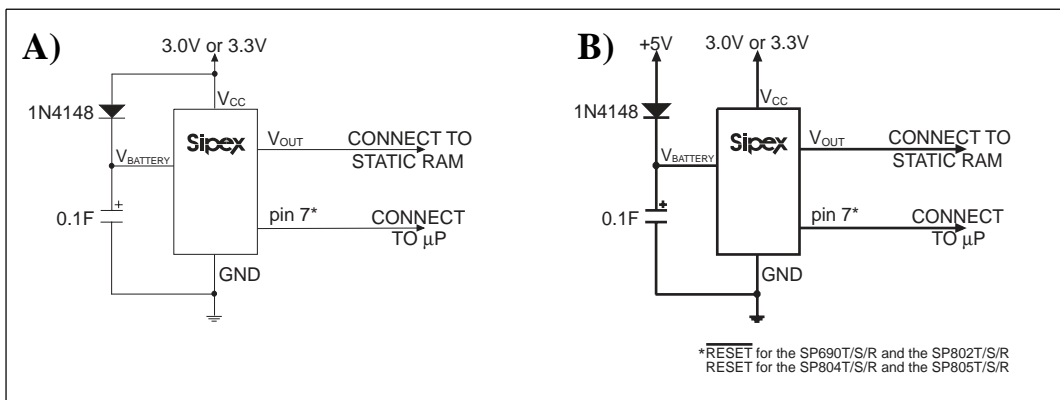 A)
3.0V or 3.3V
1N4148
VCC
Sipex
VOUT
CONNECT TO
STATIC RAM
VBATTERY
+
0.1F
pin 7*
CONNECT
TO μP
GND
B)
+5V
3.0V or 3.3V
1N4148
VCC
Sipex
VOUT
CONNECT TO
STATIC RAM
VBATTERY
+
0.1F
pin 7*
CONNECT
TO μP
GND
*RESET for the SP690T/S/R and the SP802T/S/R
RESET for the SP804T/S/R and the SP805T/S/R